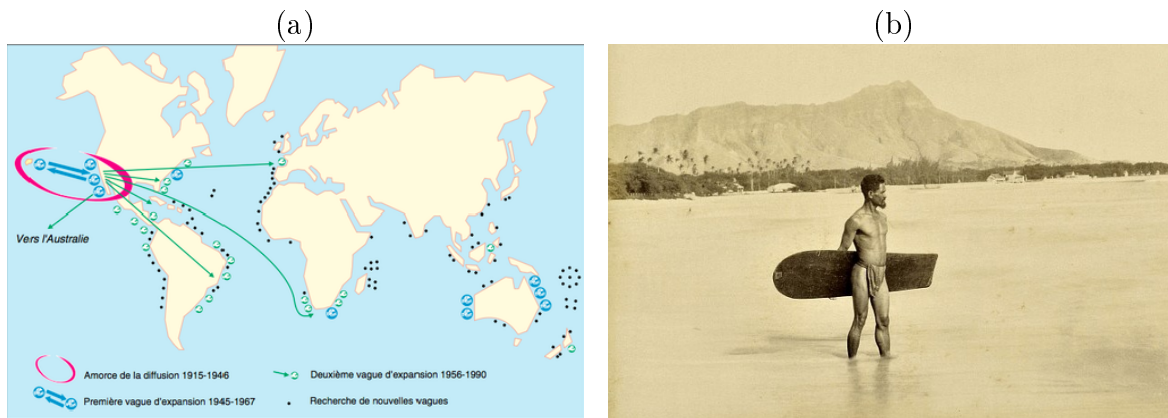 (a)
(b)
Vers l'Australie
Amorce de la diffusion 1915-1946
Première vague d'expansion 1945-1967
Deuxième vague d'expansion 1956-1990
Recherche de nouvelles vagues